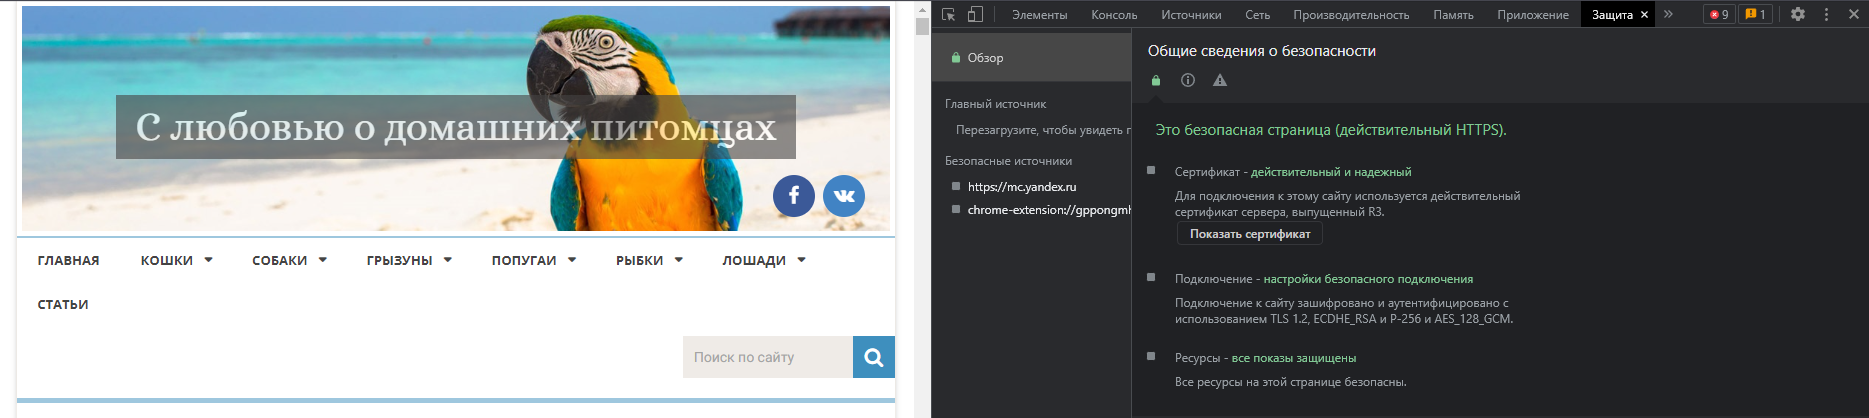 С любовью о домашних питомцах
ГЛАВНАЯ КОШКИ СОБАКИ ГРЫЗУНЫ ПОПУГАИ РЫБКИ ЛОШАДИ
СТАТЬИ
Поиск по сайту
Элементы Консоль Источники Сеть Производительность Память Приложение Защита × » 9 1
Обзор
Главный источник
Перезагрузите, чтобы увидеть
Безопасные источники
https://mc.yandex.ru
chrome-extension://gppongmh
Общие сведения о безопасности
Это безопасная страница (действительный HTTPS).
Сертификат - действительный и надежный
Для подключения к этому сайту используется действительный
сертификат сервера, выпущенный R3.
Показать сертификат
Подключение - настройки безопасного подключения
Подключение к сайту зашифровано и аутентифицировано с
использованием TLS 1.2, ECDHE_RSA и P-256 и AES_128_GCM.
Ресурсы - все показы защищены
Все ресурсы на этой странице безопасны.